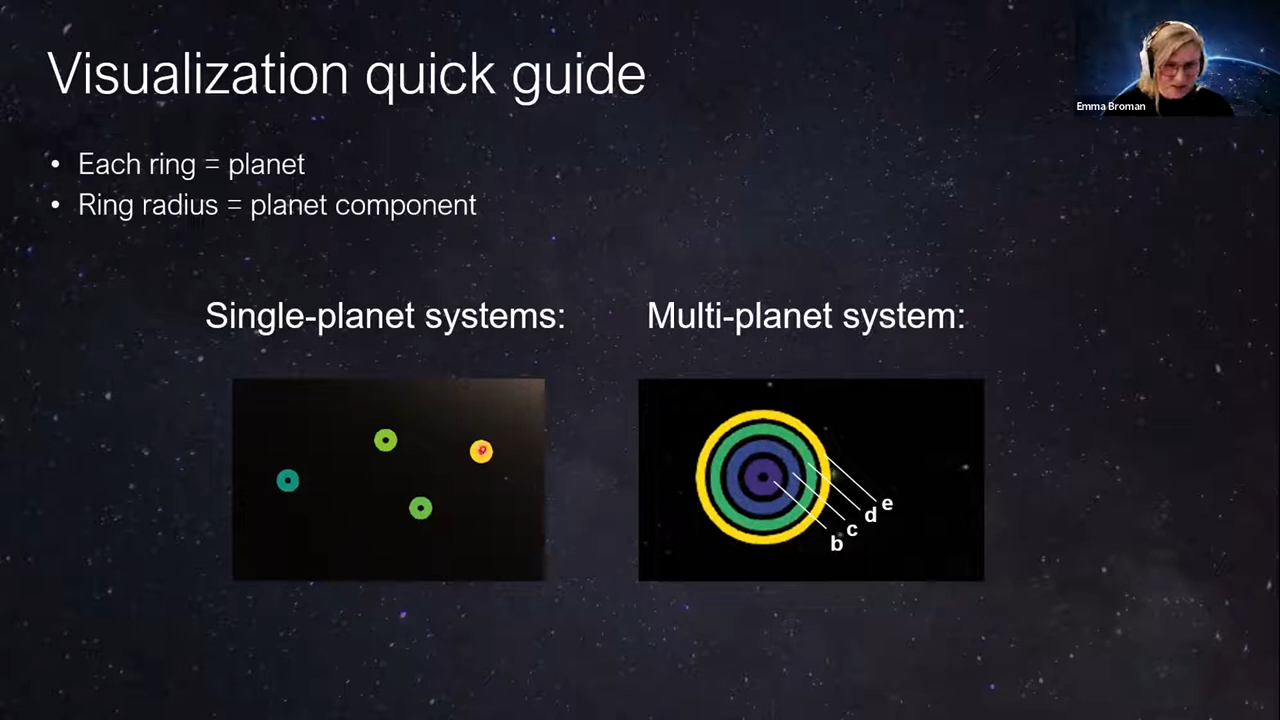 Visualization quick guide
Emma Broman
• Each ring = planet
• Ring radius = planet component
Single-planet systems:
Multi-planet system:
e
d
c
b